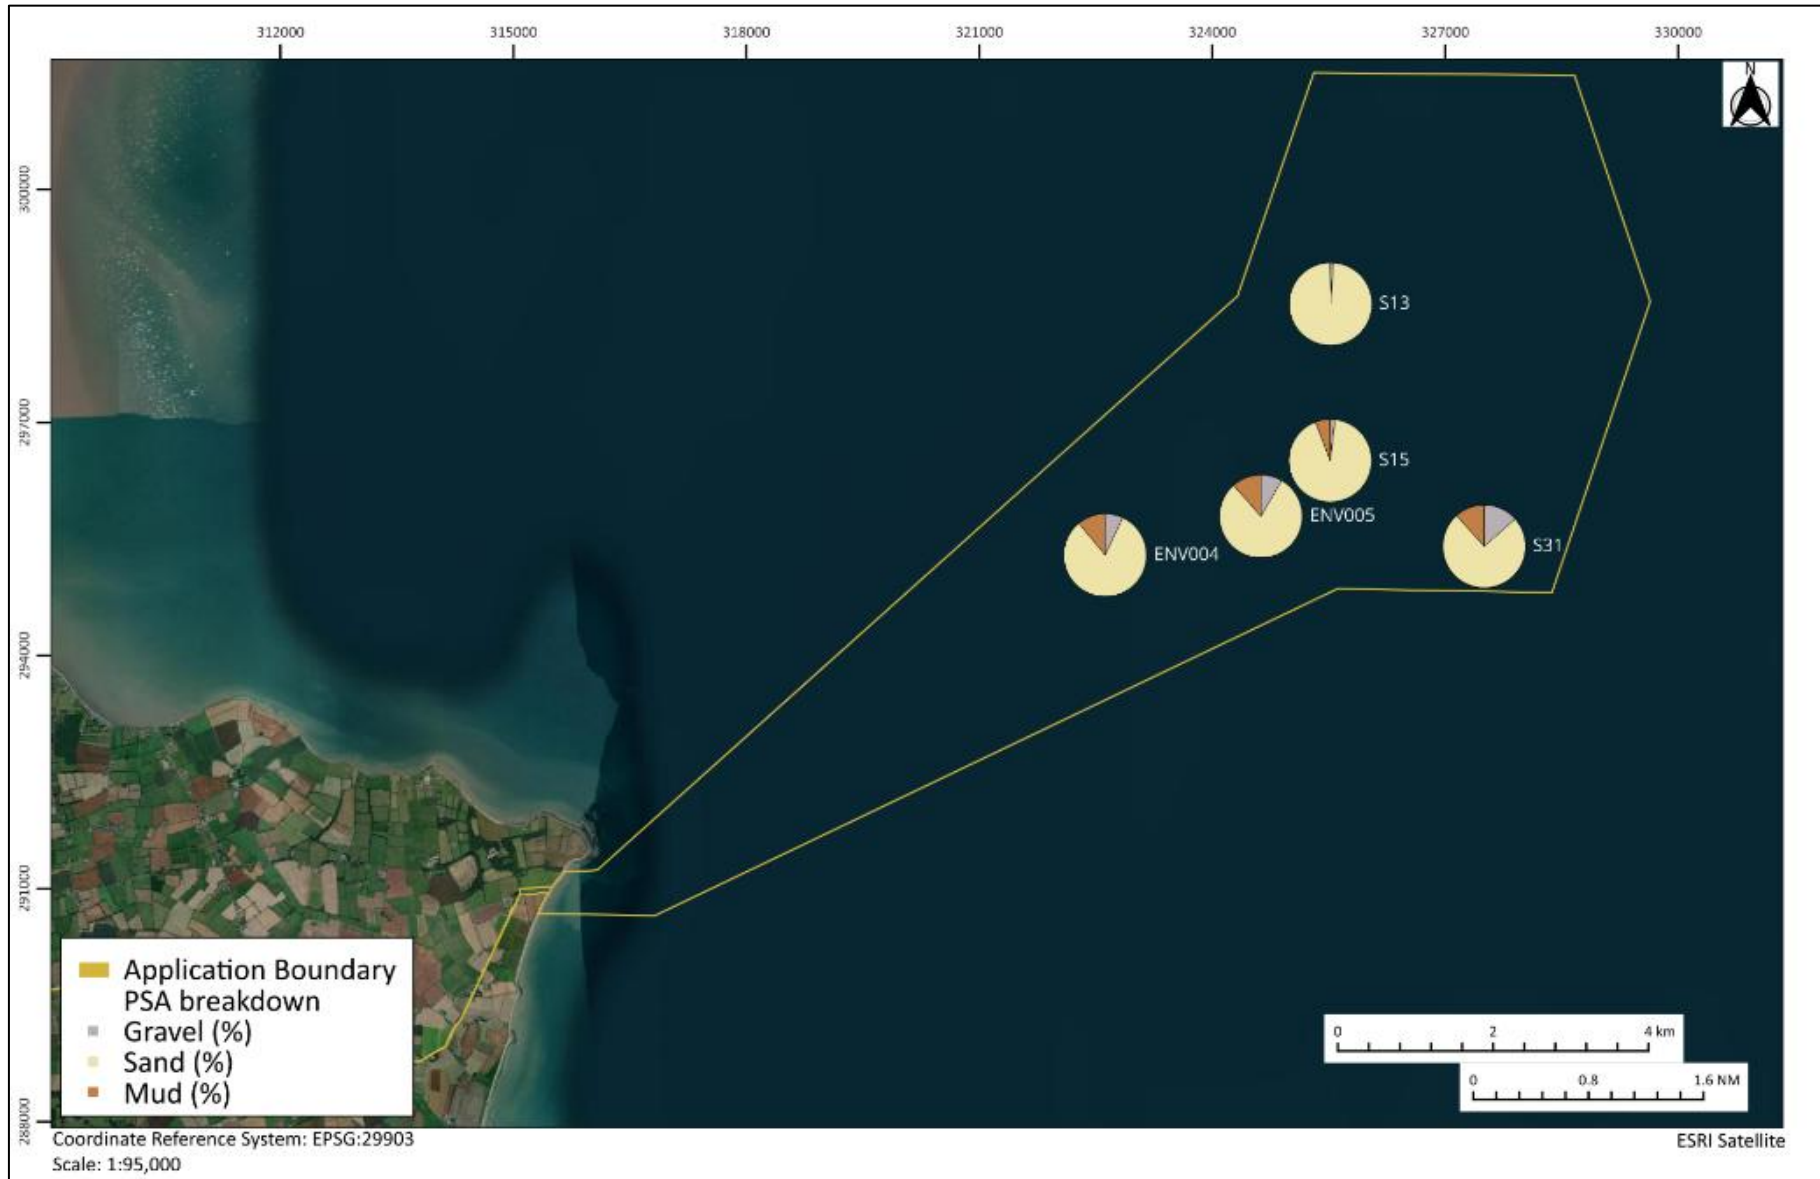 312000 315000 318000 321000 324000 327000 330000
N
300000
S13
297000
S15
ENV005
S31
ENV004
294000
291000
Application Boundary
PSA breakdown
Gravel (%)
Sand (%)
Mud (%)
0 2 4 km
0 0.8 1.6 NM
288000
Coordinate Reference System: EPSG:29903
ESRI Satellite
Scale: 1:95,000